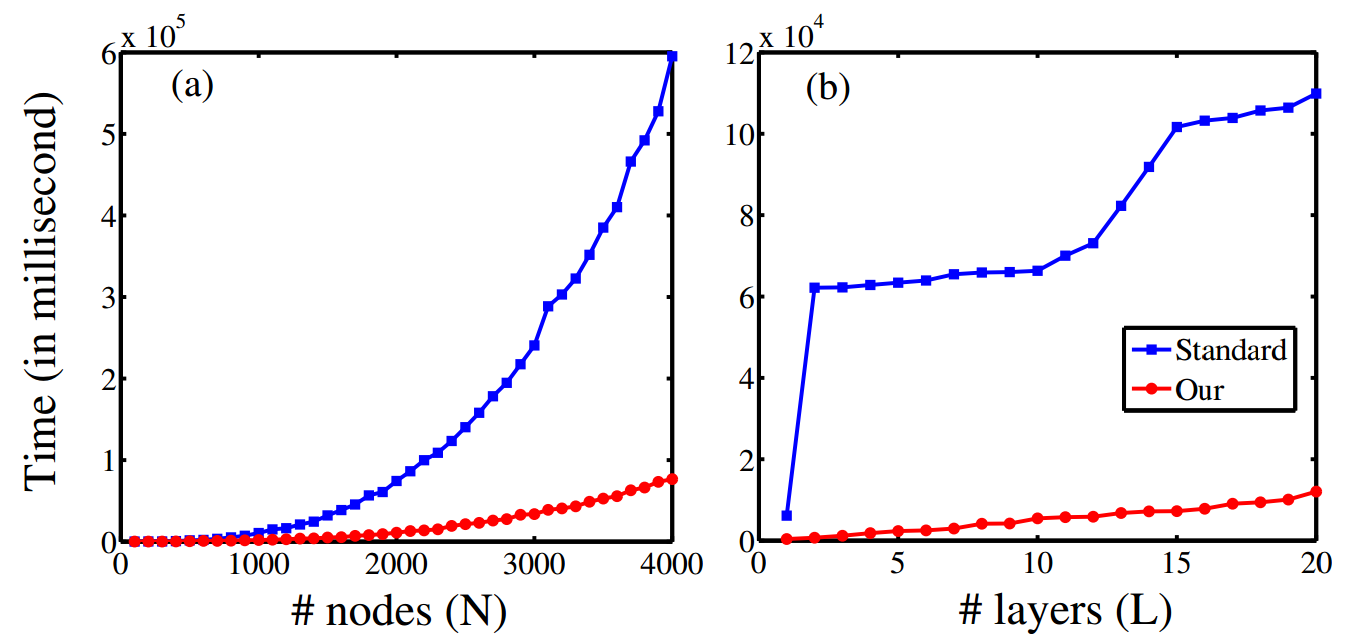 x 10^5
(a)
6
5
4
3
2
1
0
0 1000 2000 3000 4000
# nodes (N)
Time (in millisecond)
x 10^4
(b)
12
10
8
6
4
2
0
0 5 10 15 20
# layers (L)
Standard
Our